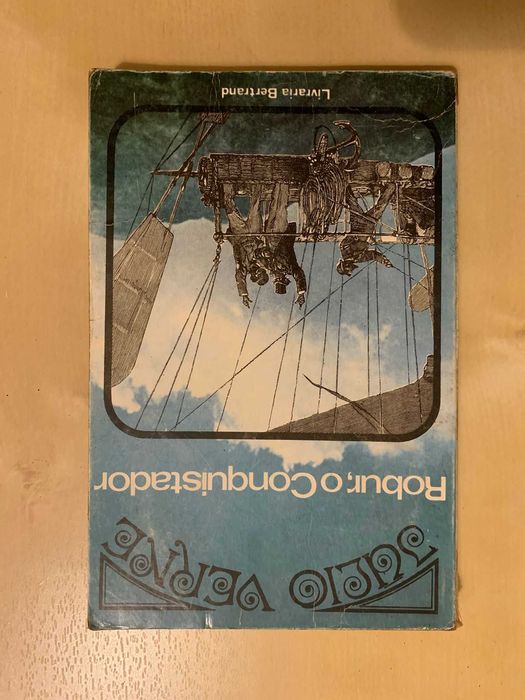 JÚLIO VERNE
Robur, o Conquistador
Livraria Bertrand